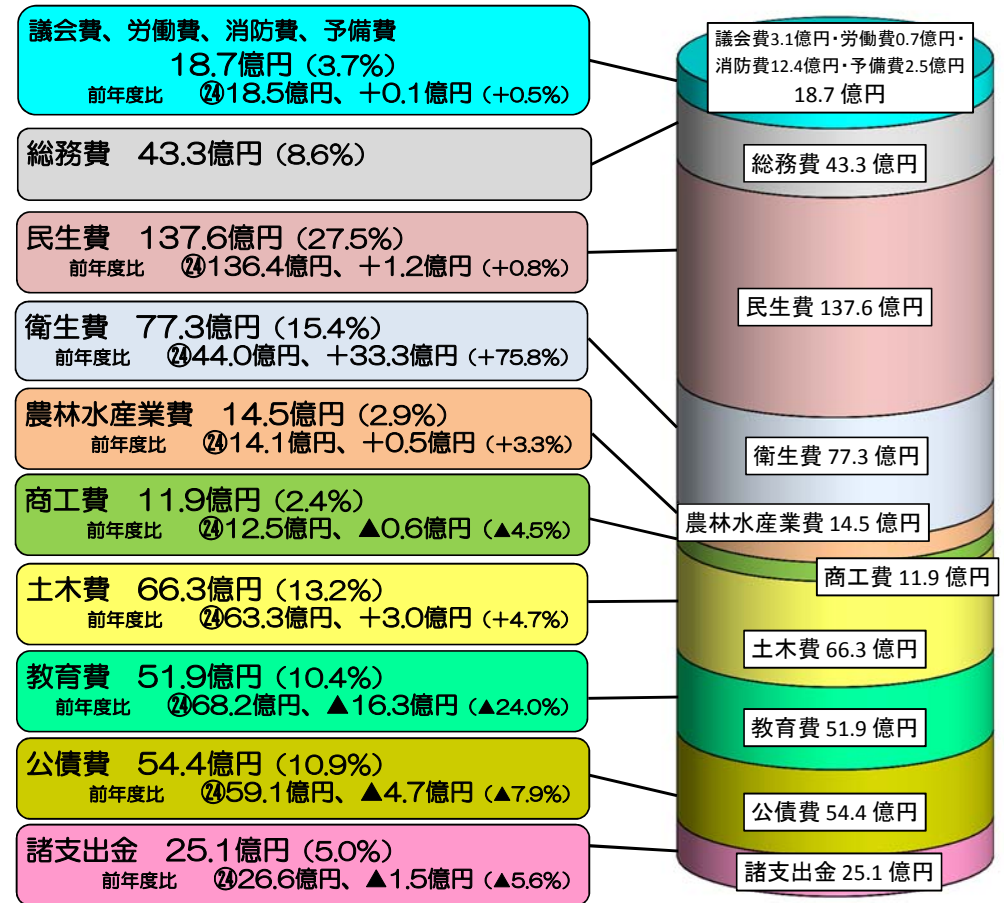 議会費、労働費、消防費、予備費
18.7億円（3.7%）
前年度比　㉔18.5億円、＋0.1億円（+0.5%）
総務費　43.3億円（8.6%）
民生費　137.6億円（27.5%）
前年度比　㉔136.4億円、＋1.2億円（+0.8%）
衛生費　77.3億円（15.4%）
前年度比　㉔44.0億円、＋33.3億円（+75.8%）
農林水産業費　14.5億円（2.9%）
前年度比　㉔14.1億円、＋0.5億円（+3.3%）
商工費　11.9億円（2.4%）
前年度比　㉔12.5億円、▲0.6億円（▲4.5%）
土木費　66.3億円（13.2%）
前年度比　㉔63.3億円、＋3.0億円（+4.7%）
教育費　51.9億円（10.4%）
前年度比　㉔68.2億円、▲16.3億円（▲24.0%）
公債費　54.4億円（10.9%）
前年度比　㉔59.1億円、▲4.7億円（▲7.9%）
諸支出金　25.1億円（5.0%）
前年度比　㉔26.6億円、▲1.5億円（▲5.6%）
議会費3.1億円・労働費0.7億円・
消防費12.4億円・予備費2.5億円
18.7 億円
総務費 43.3 億円
民生費 137.6 億円
衛生費 77.3 億円
農林水産業費 14.5 億円
商工費 11.9 億円
土木費 66.3 億円
教育費 51.9 億円
公債費 54.4 億円
諸支出金 25.1 億円